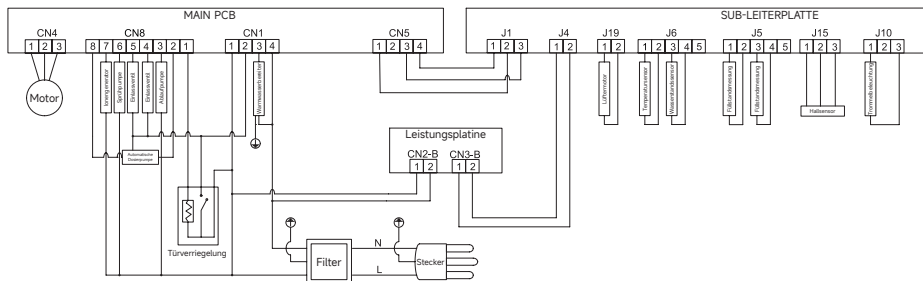 MAIN PCB
SUB-LEITERPLATTE
CN4 CN8 CN1 CN5 J1 J4 J19 J6 J5 J15 J10
1 2 3 8 7 6 5 4 3 2 1 1 2 3 4 1 2 3 4 1 2 3 1 2 1 2 1 2 3 4 5 1 2 3 4 5 1 2 3 1 2 3
Motor
Ionengenerator
Sprühpumpe
Einlassventil
Einlassventil
Ablaufpumpe
Lüftermotor
Temperatursensor
Wasserstandssensor
Füllstandsmessung
Füllstandsmessung
Hallsensor
Trommelbeleuchtung
Automatische
Dosierpumpe
Leistungsplatine
CN2-B CN3-B
1 2 1 2
Türverriegelung
Filter
N
L
Stecker